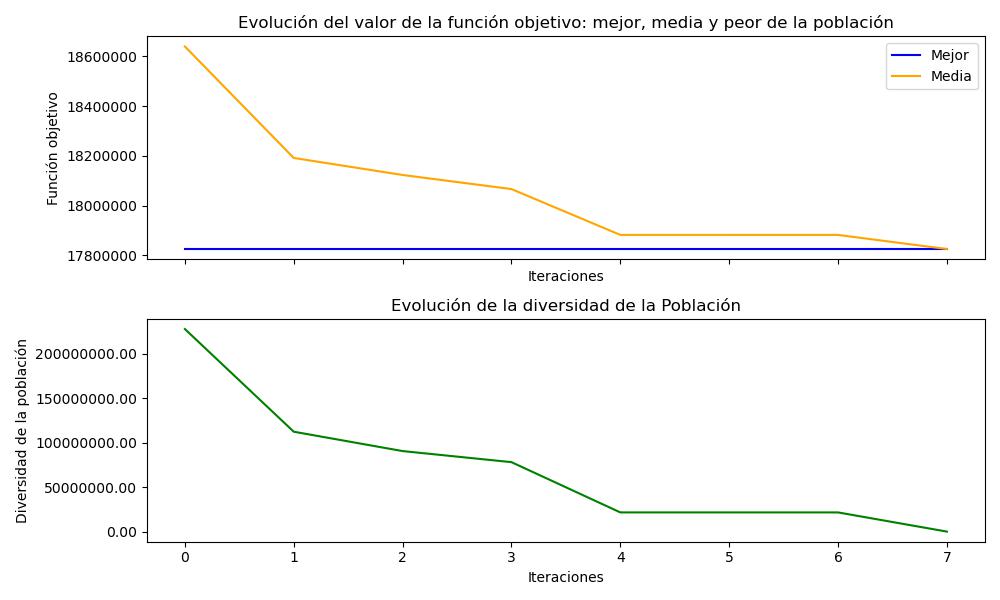 Evolución del valor de la función objetivo: mejor, media y peor de la población
18600000
18400000
18200000
18000000
17800000
Función objetivo
Mejor
Media
Iteraciones
Evolución de la diversidad de la Población
200000000.00
150000000.00
100000000.00
50000000.00
0.00
Diversidad de la población
0 1 2 3 4 5 6 7
Iteraciones